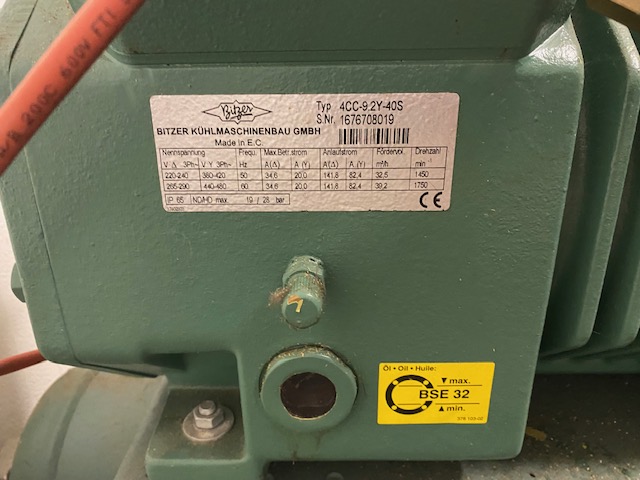 200C 600V FT1
Bitzer
Typ 4CC-9.2Y-40S
S.Nr. 1676708019
BITZER KÜHLMASCHINENBAU GMBH
Made in E.C.
Nennspannung Frequ. Max.Betr.strom Anlaufstrom Fördervol. Drehzahl
V Δ 3Ph~ V Y 3Ph~ Hz A(Δ) A(Y) A(Δ) A(Y) m³/h min⁻¹
220-240 380-420 50 34,6 20,0 141,8 82,4 32,5 1450
265-290 440-480 60 34,6 20,0 141,8 82,4 39,2 1750
IP 65 ND/HD max. 19 / 28 bar
CE
Öl • Oil • Huile:
▼ max.
BSE 32
▲ min.